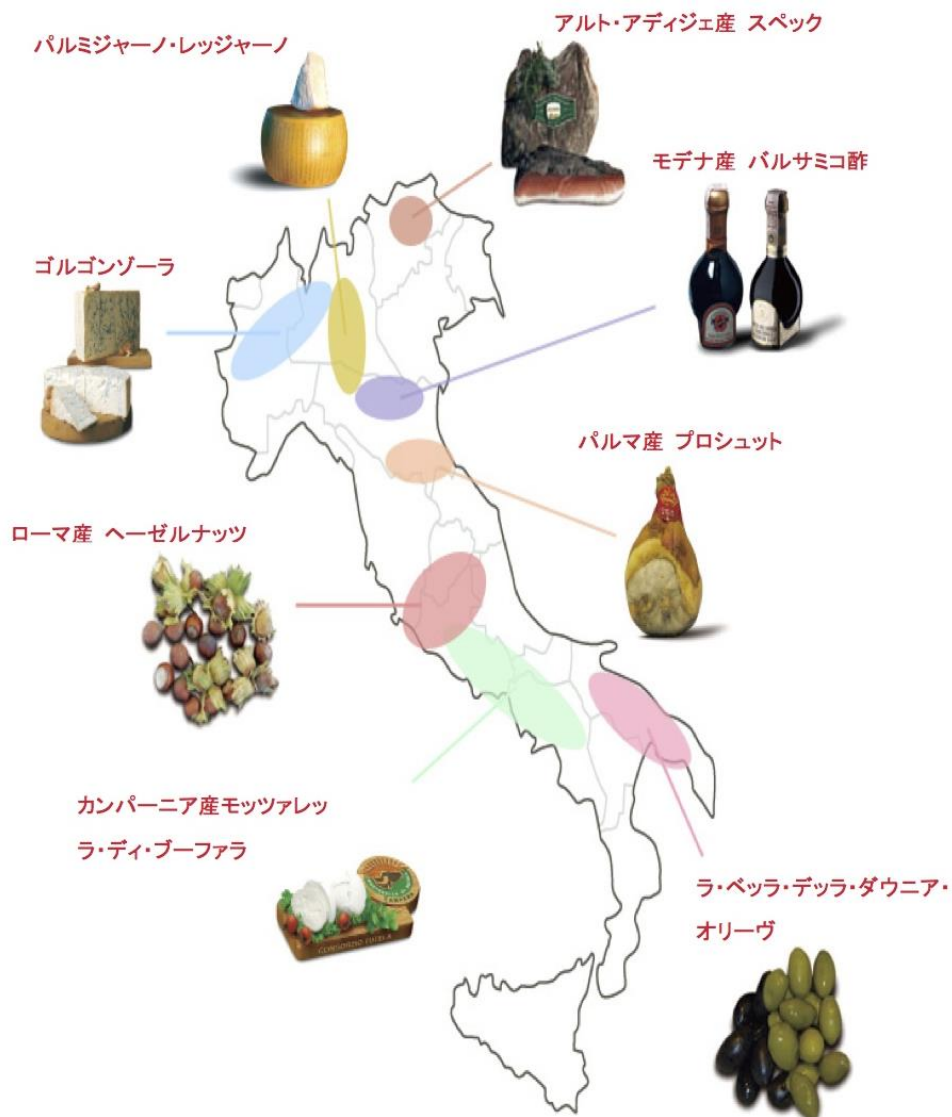 アルト・アディジェ産 スペック
パルミジャーノ・レッジャーノ
モデナ産 バルサミコ酢
ゴルゴンゾーラ
パルマ産 プロシュット
ローマ産 ヘーゼルナッツ
カンパーニア産モッツァレッ
ラ・ディ・ブーファラ
CONSORZIO TUTELA
ラ・ベッラ・デッラ・ダウニア・
オリーヴ